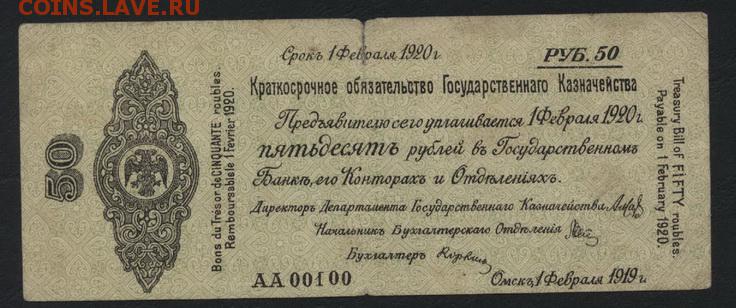 COINS.LAVE.RU
Срокъ 1 Февраля 1920 г
РУБ. 50
Краткосрочное обязательство Государственнаго Казначейства
Предъявителю сего уплачивается 1 Февраля 1920 г.
пятьдесятъ рублей въ Государственномъ
Банкѣ, его Конторахъ и Отдѣленіяхъ.
Директоръ Департамента Государственнаго Казначейства
Начальникъ Бухгалтерскаго Отдѣленія
Бухгалтеръ
АА 00100
Омскъ, 1 Февраля 1919 г.
50
Bons du Trésor de CINQUANTE roubles.
Remboursable le 1 février 1920.
Treasury Bill of FIFTY roubles.
Payable on 1 February 1920.